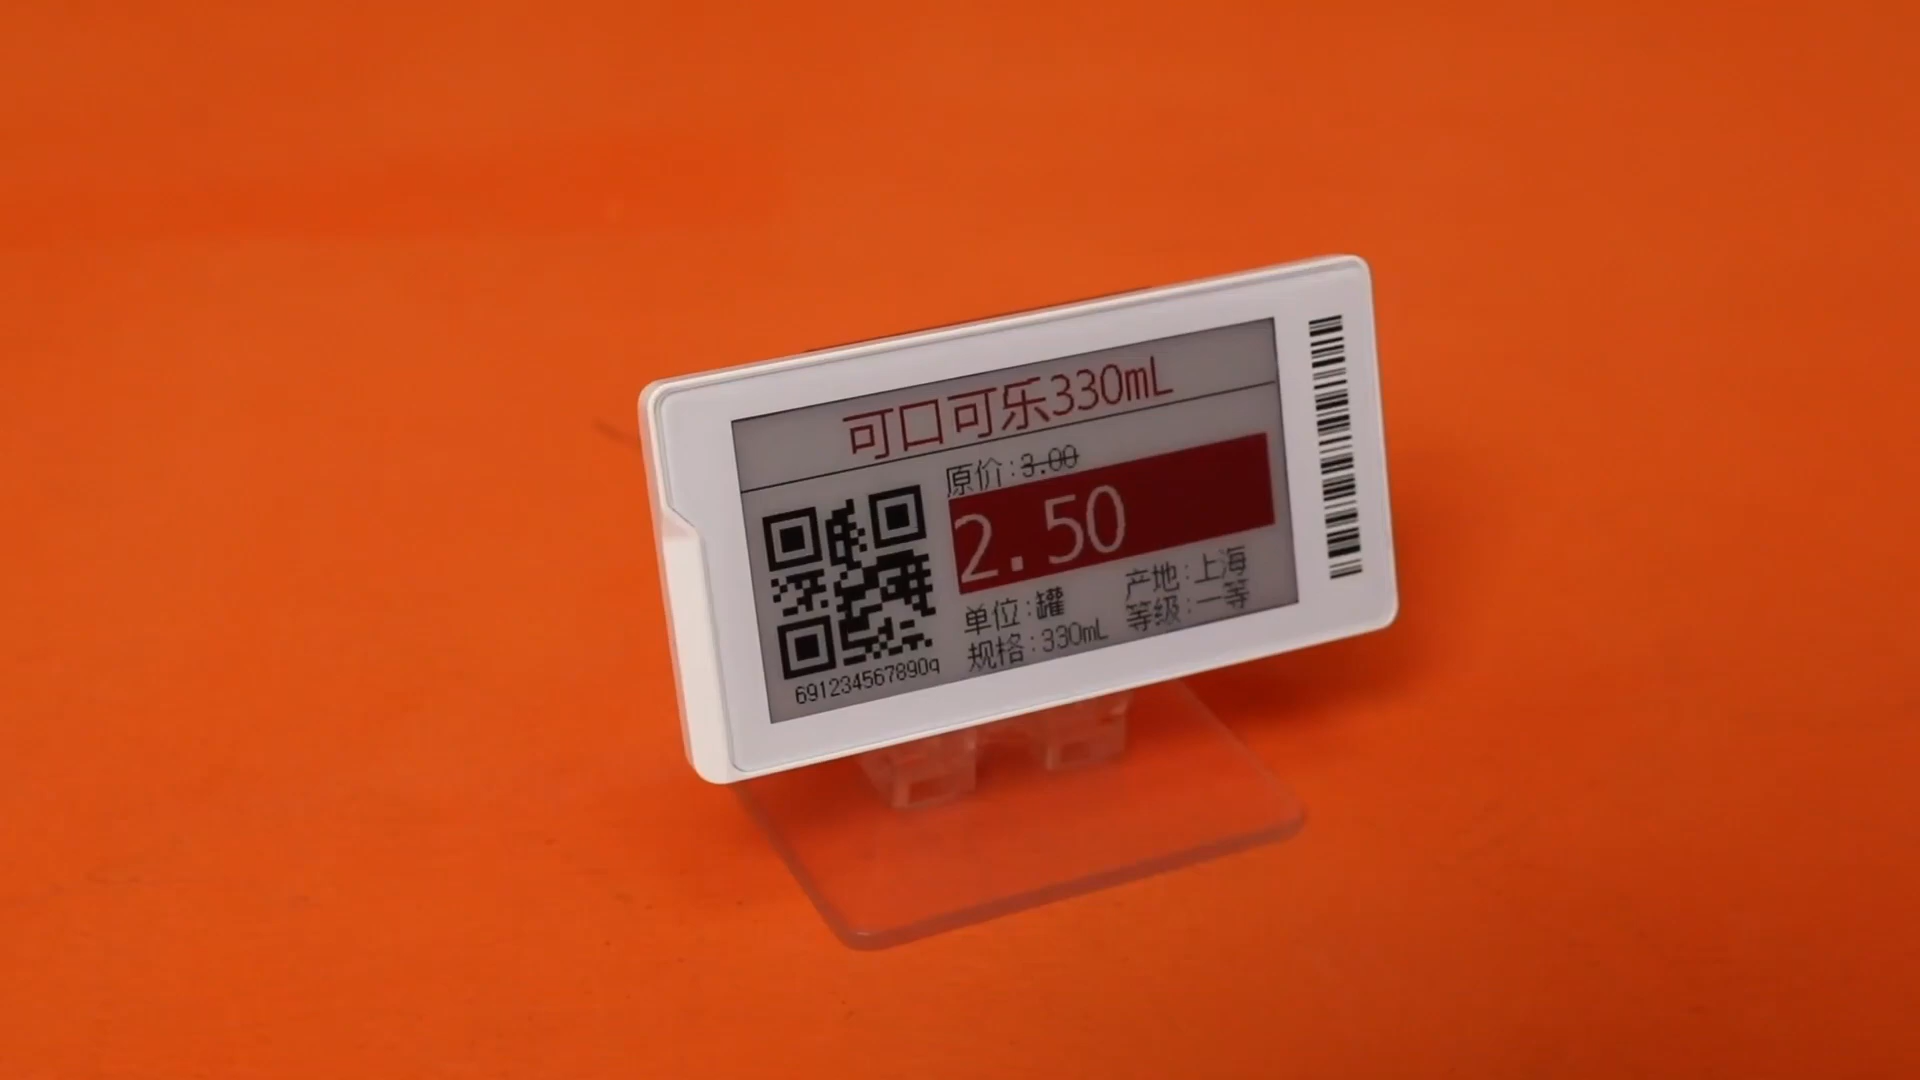 可口可乐330mL
原价:3.00
2.50
单位:罐
产地:上海
规格:330mL
等级:一等
691234567890q